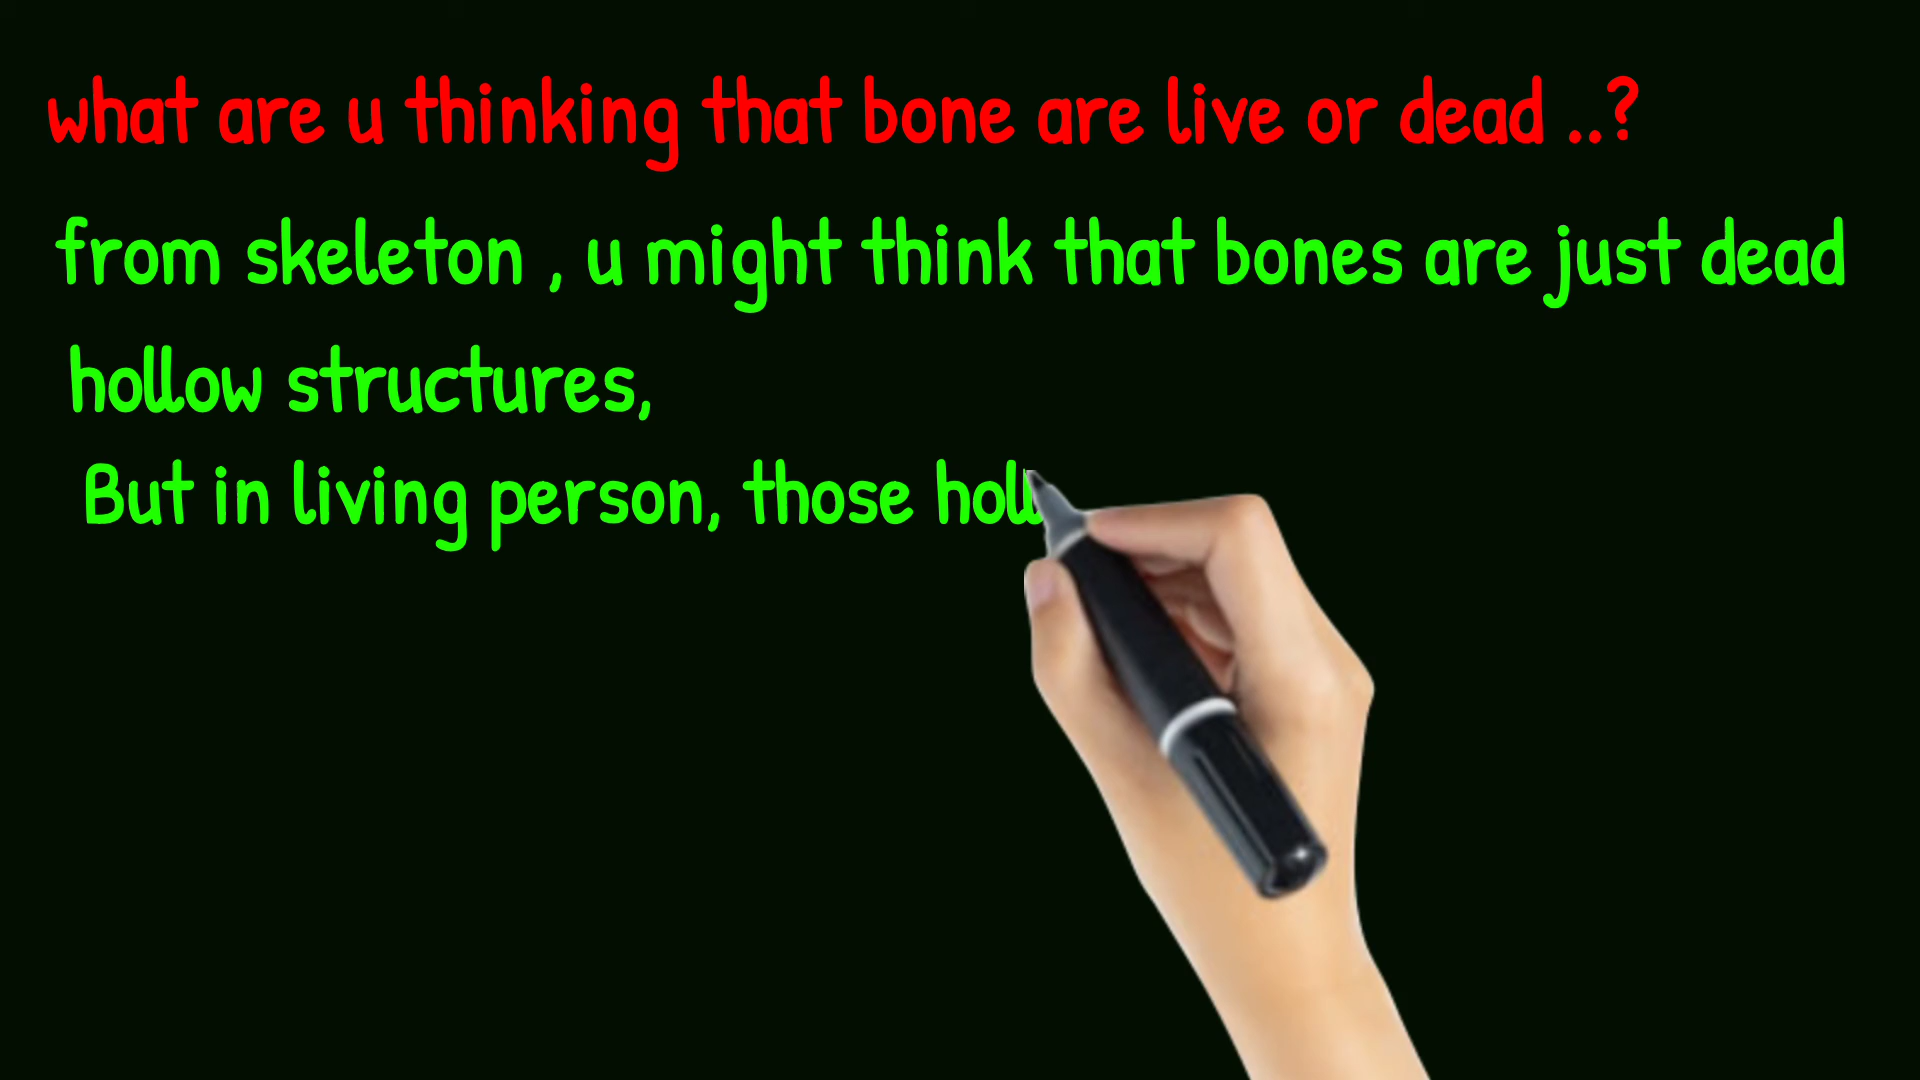 what are u thinking that bone are live or dead ..?
from skeleton , u might think that bones are just dead
hollow structures,
But in living person, those holl